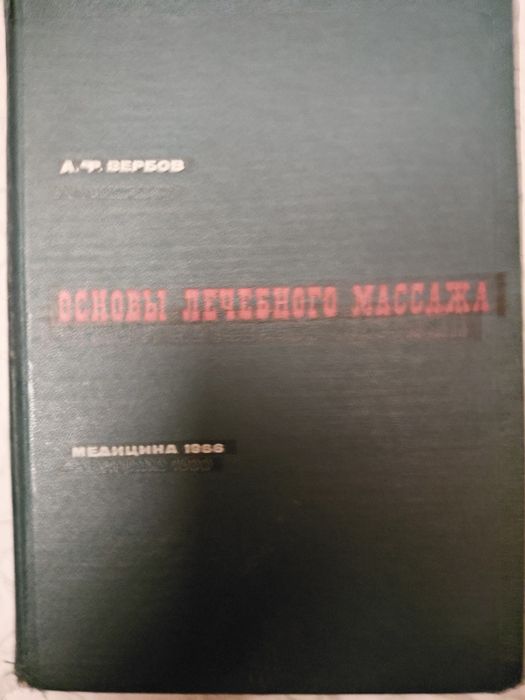 А.Ф. ВЕРБОВ
ОСНОВЫ ЛЕЧЕБНОГО МАССАЖА
МЕДИЦИНА 1966